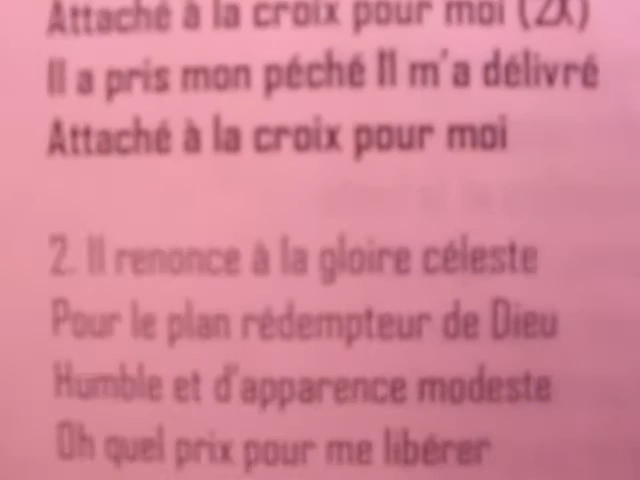 Attaché à la croix pour moi (2X)
Il a pris mon péché Il m'a délivré
Attaché à la croix pour moi
2. Il renonce à la gloire céleste
Pour le plan rédempteur de Dieu
Humble et d'apparence modeste
Oh quel prix pour me libérer